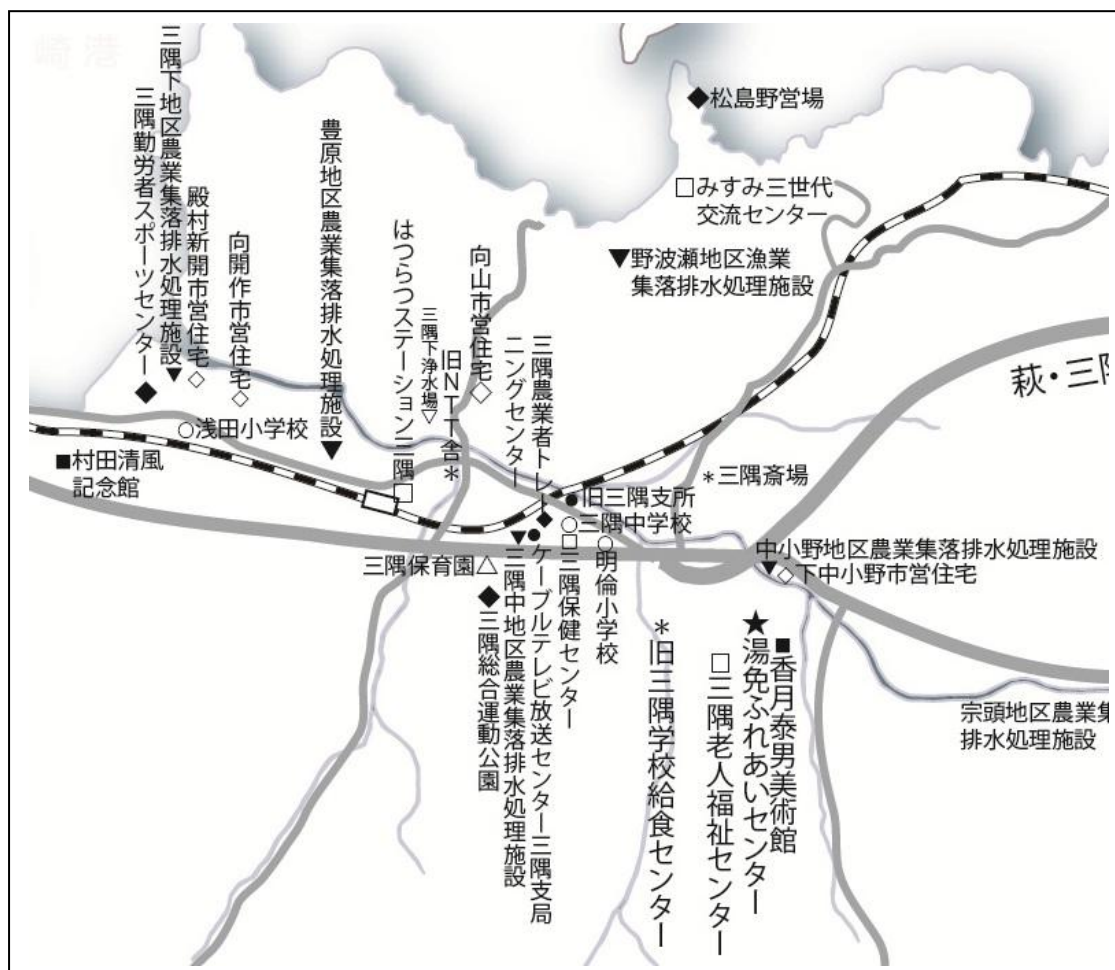 崎港
三隅下地区農業集落排水処理施設▼
三隅勤労者スポーツセンター◆
殿村新開市営住宅◇
向開作市営住宅◇
豊原地区農業集落排水処理施設▼
はつらつステーション三隅□
三隅下浄水場▽
旧NTT舎*
向山市営住宅◇
三隅農業者トレー
ニングセンター
◆松島野営場
□みすみ三世代
交流センター
▼野波瀬地区漁業
集落排水処理施設
萩・三隅
○浅田小学校
■村田清風
記念館
*三隅斎場
●旧三隅支所
○三隅中学校
中小野地区農業集落排水処理施設
▼◇下中小野市営住宅
三隅保育園△
◆三隅総合運動公園
▼三隅中地区農業集落排水処理施設
●ケーブルテレビ放送センター三隅支局
□三隅保健センター
○明倫小学校
*旧三隅学校給食センター
□三隅老人福祉センター
★湯免ふれあいセンター
■香月泰男美術館
宗頭地区農業集
排水処理施設